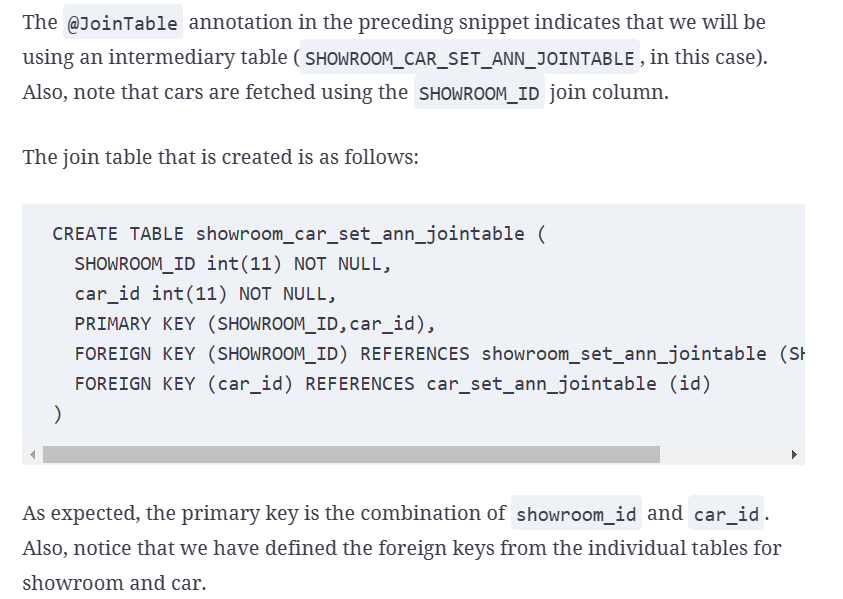 The @JoinTable annotation in the preceding snippet indicates that we will be
using an intermediary table ( SHOWROOM_CAR_SET_ANN_JOINTABLE , in this case).
Also, note that cars are fetched using the SHOWROOM_ID join column.
The join table that is created is as follows:
CREATE TABLE showroom_car_set_ann_jointable (
SHOWROOM_ID int(11) NOT NULL,
car_id int(11) NOT NULL,
PRIMARY KEY (SHOWROOM_ID,car_id),
FOREIGN KEY (SHOWROOM_ID) REFERENCES showroom_set_ann_jointable (SH
FOREIGN KEY (car_id) REFERENCES car_set_ann_jointable (id)
)
As expected, the primary key is the combination of showroom_id and car_id .
Also, notice that we have defined the foreign keys from the individual tables for
showroom and car.